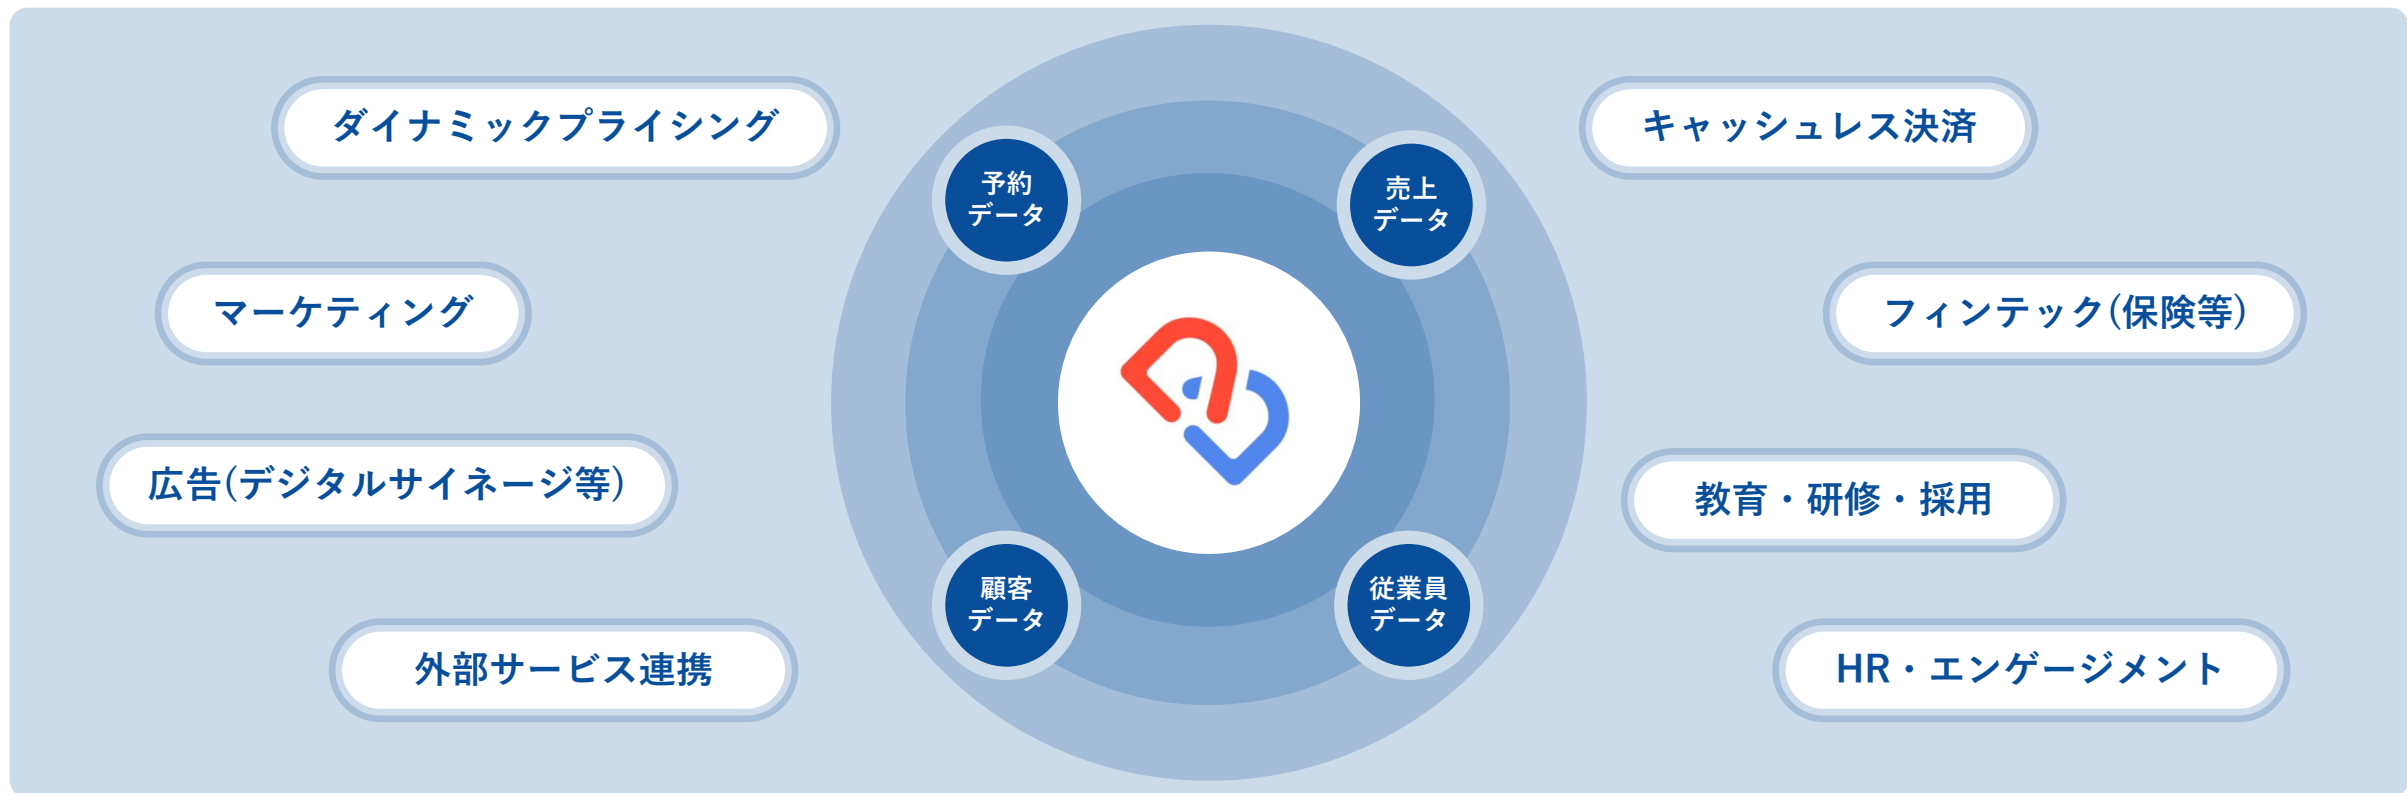 ダイナミックプライシング
マーケティング
広告(デジタルサイネージ等)
外部サービス連携
予約
データ
売上
データ
顧客
データ
従業員
データ
キャッシュレス決済
フィンテック(保険等)
教育・研修・採用
HR・エンゲージメント